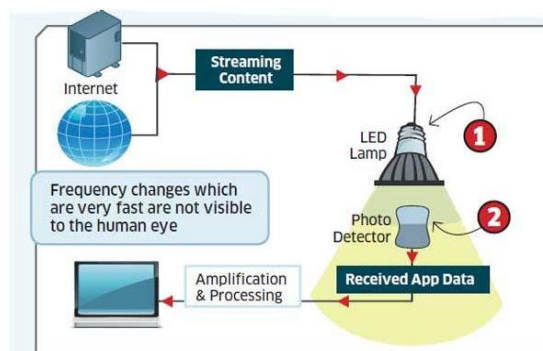 Internet
Streaming
Content
LED
Lamp
1
Frequency changes which
are very fast are not visible
to the human eye
Photo
Detector
2
Amplification
& Processing
Received App Data